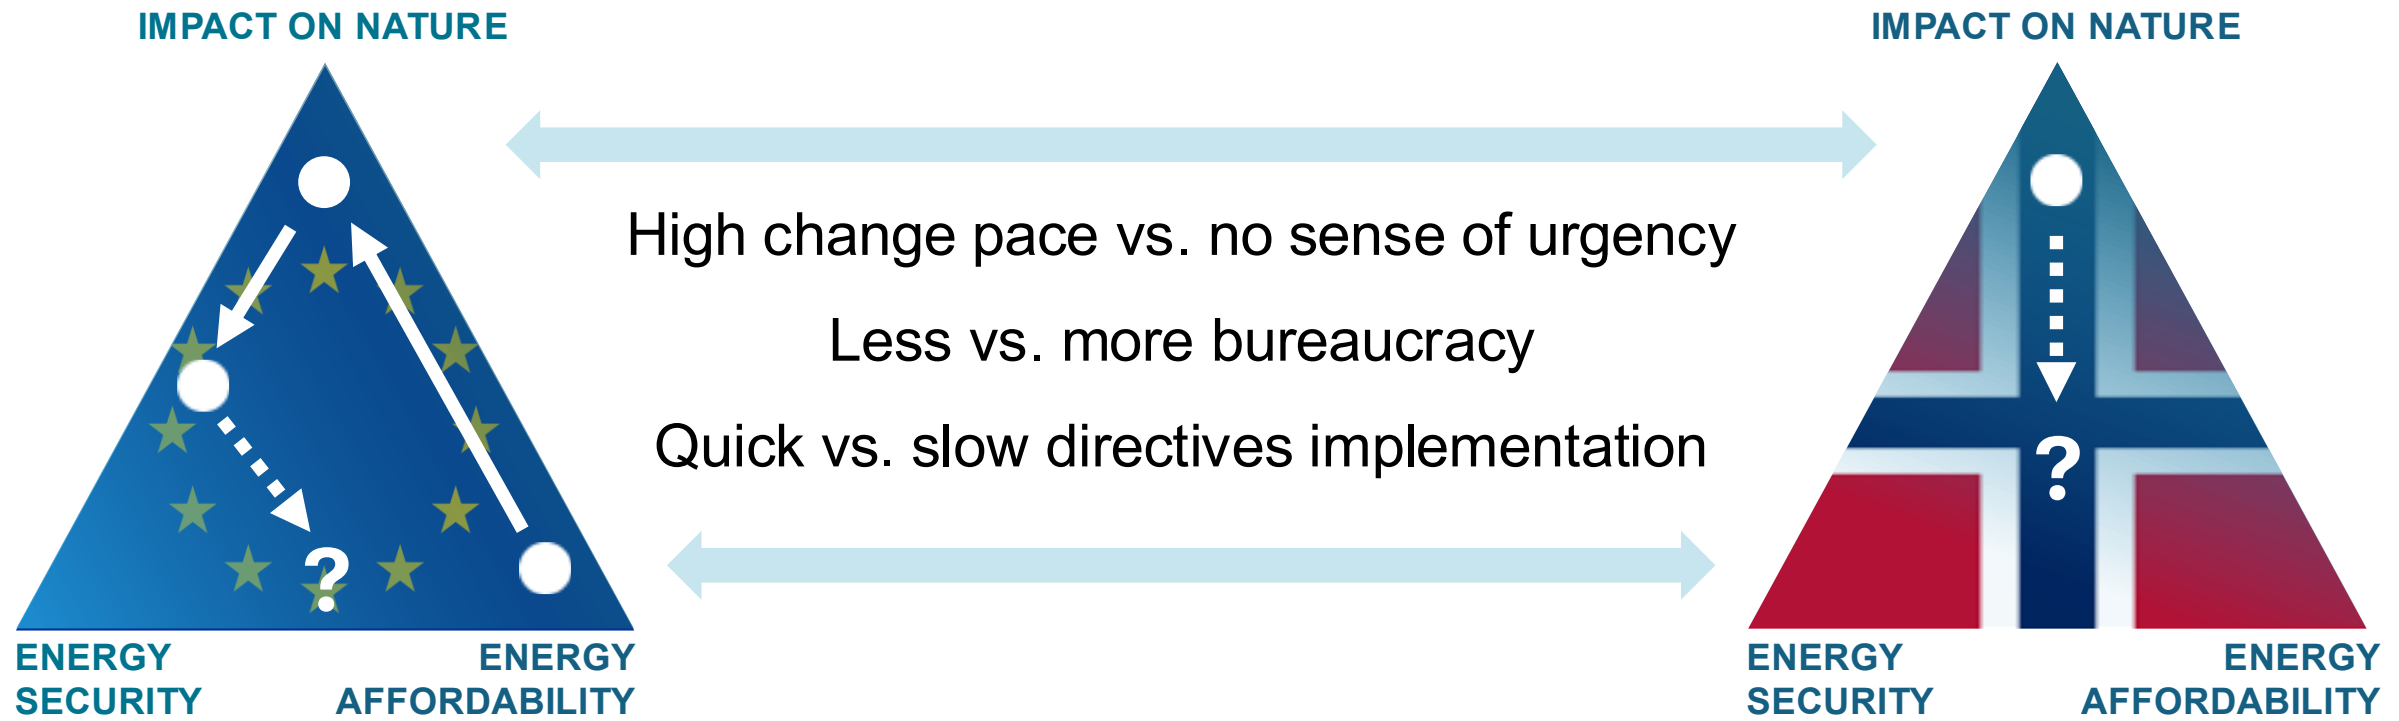 IMPACT ON NATURE
IMPACT ON NATURE
High change pace vs. no sense of urgency
Less vs. more bureaucracy
Quick vs. slow directives implementation
?
?
ENERGY
SECURITY
ENERGY
AFFORDABILITY
ENERGY
SECURITY
ENERGY
AFFORDABILITY